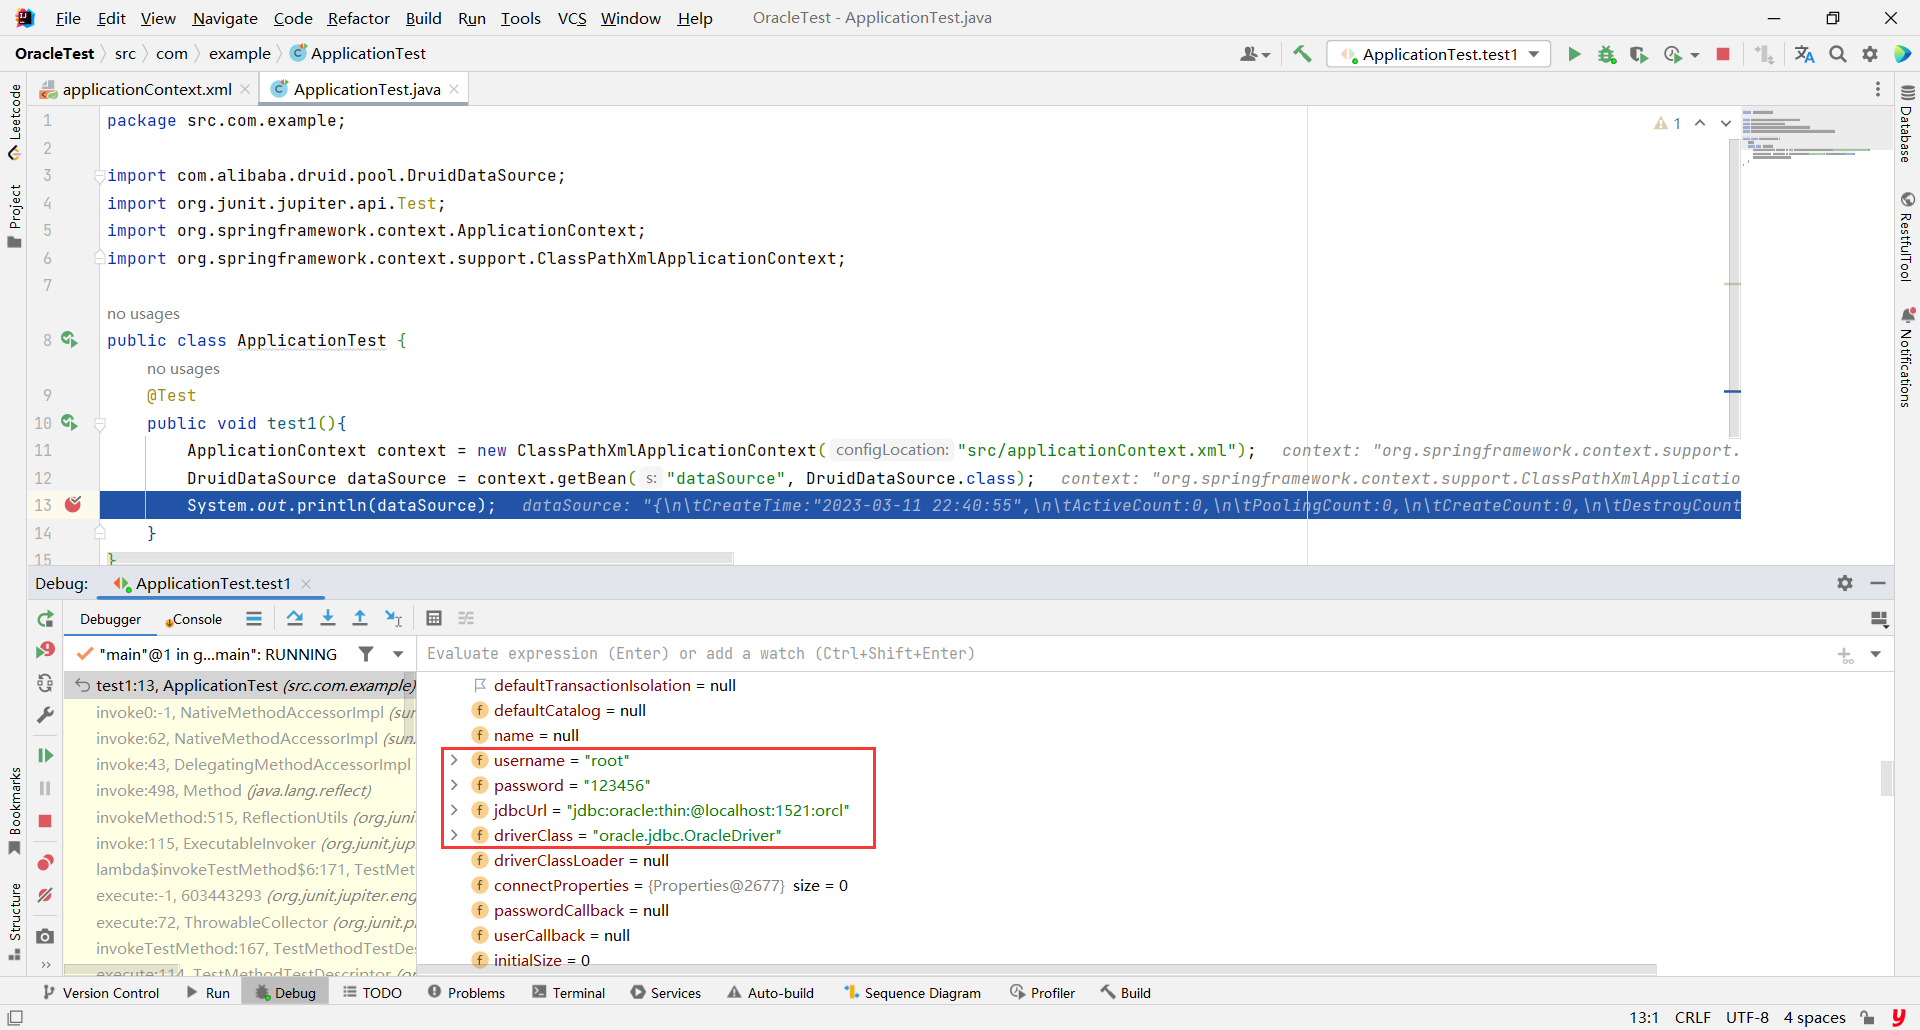 File Edit View Navigate Code Refactor Build Run Tools VCS Window Help OracleTest - ApplicationTest.java
OracleTest src com example ApplicationTest ApplicationTest.test1
applicationContext.xml ApplicationTest.java
Leetcode
Project
Bookmarks
Structure
1 package src.com.example;
1
2
3 import com.alibaba.druid.pool.DruidDataSource;
4 import org.junit.jupiter.api.Test;
5 import org.springframework.context.ApplicationContext;
6 import org.springframework.context.support.ClassPathXmlApplicationContext;
7
no usages
8 public class ApplicationTest {
no usages
9 @Test
10 public void test1(){
11 ApplicationContext context = new ClassPathXmlApplicationContext( configLocation: "src/applicationContext.xml"); context: "org.springframework.context.support.
12 DruidDataSource dataSource = context.getBean( s: "dataSource", DruidDataSource.class); context: "org.springframework.context.support.ClassPathXmlApplicatio
13 System.out.println(dataSource); dataSource: "{\n\tCreateTime:"2023-03-11 22:40:55",\n\tActiveCount:0,\n\tPoolingCount:0,\n\tCreateCount:0,\n\tDestroyCount
14 }
15 }
Database
RestfulTool
Notifications
Debug: ApplicationTest.test1
Debugger Console
"main"@1 in g...main": RUNNING
Evaluate expression (Enter) or add a watch (Ctrl+Shift+Enter)
test1:13, ApplicationTest (src.com.example)
invoke0:-1, NativeMethodAccessorImpl (sun
invoke:62, NativeMethodAccessorImpl (sun.
invoke:43, DelegatingMethodAccessorImpl
invoke:498, Method (java.lang.reflect)
invokeMethod:515, ReflectionUtils (org.juni
invoke:115, ExecutableInvoker (org.junit.jup
lambda$invokeTestMethod$6:171, TestMet
execute:-1, 603443293 (org.junit.jupiter.eng
execute:72, ThrowableCollector (org.junit.p
invokeTestMethod:167, TestMethodTestDes
execute:114, TestMethodTestDescriptor (o
defaultTransactionIsolation = null
defaultCatalog = null
name = null
username = "root"
password = "123456"
jdbcUrl = "jdbc:oracle:thin:@localhost:1521:orcl"
driverClass = "oracle.jdbc.OracleDriver"
driverClassLoader = null
connectProperties = {Properties@2677} size = 0
passwordCallback = null
userCallback = null
initialSize = 0
Version Control Run Debug TODO Problems Terminal Services Auto-build Sequence Diagram Profiler Build
13:1 CRLF UTF-8 4 spaces